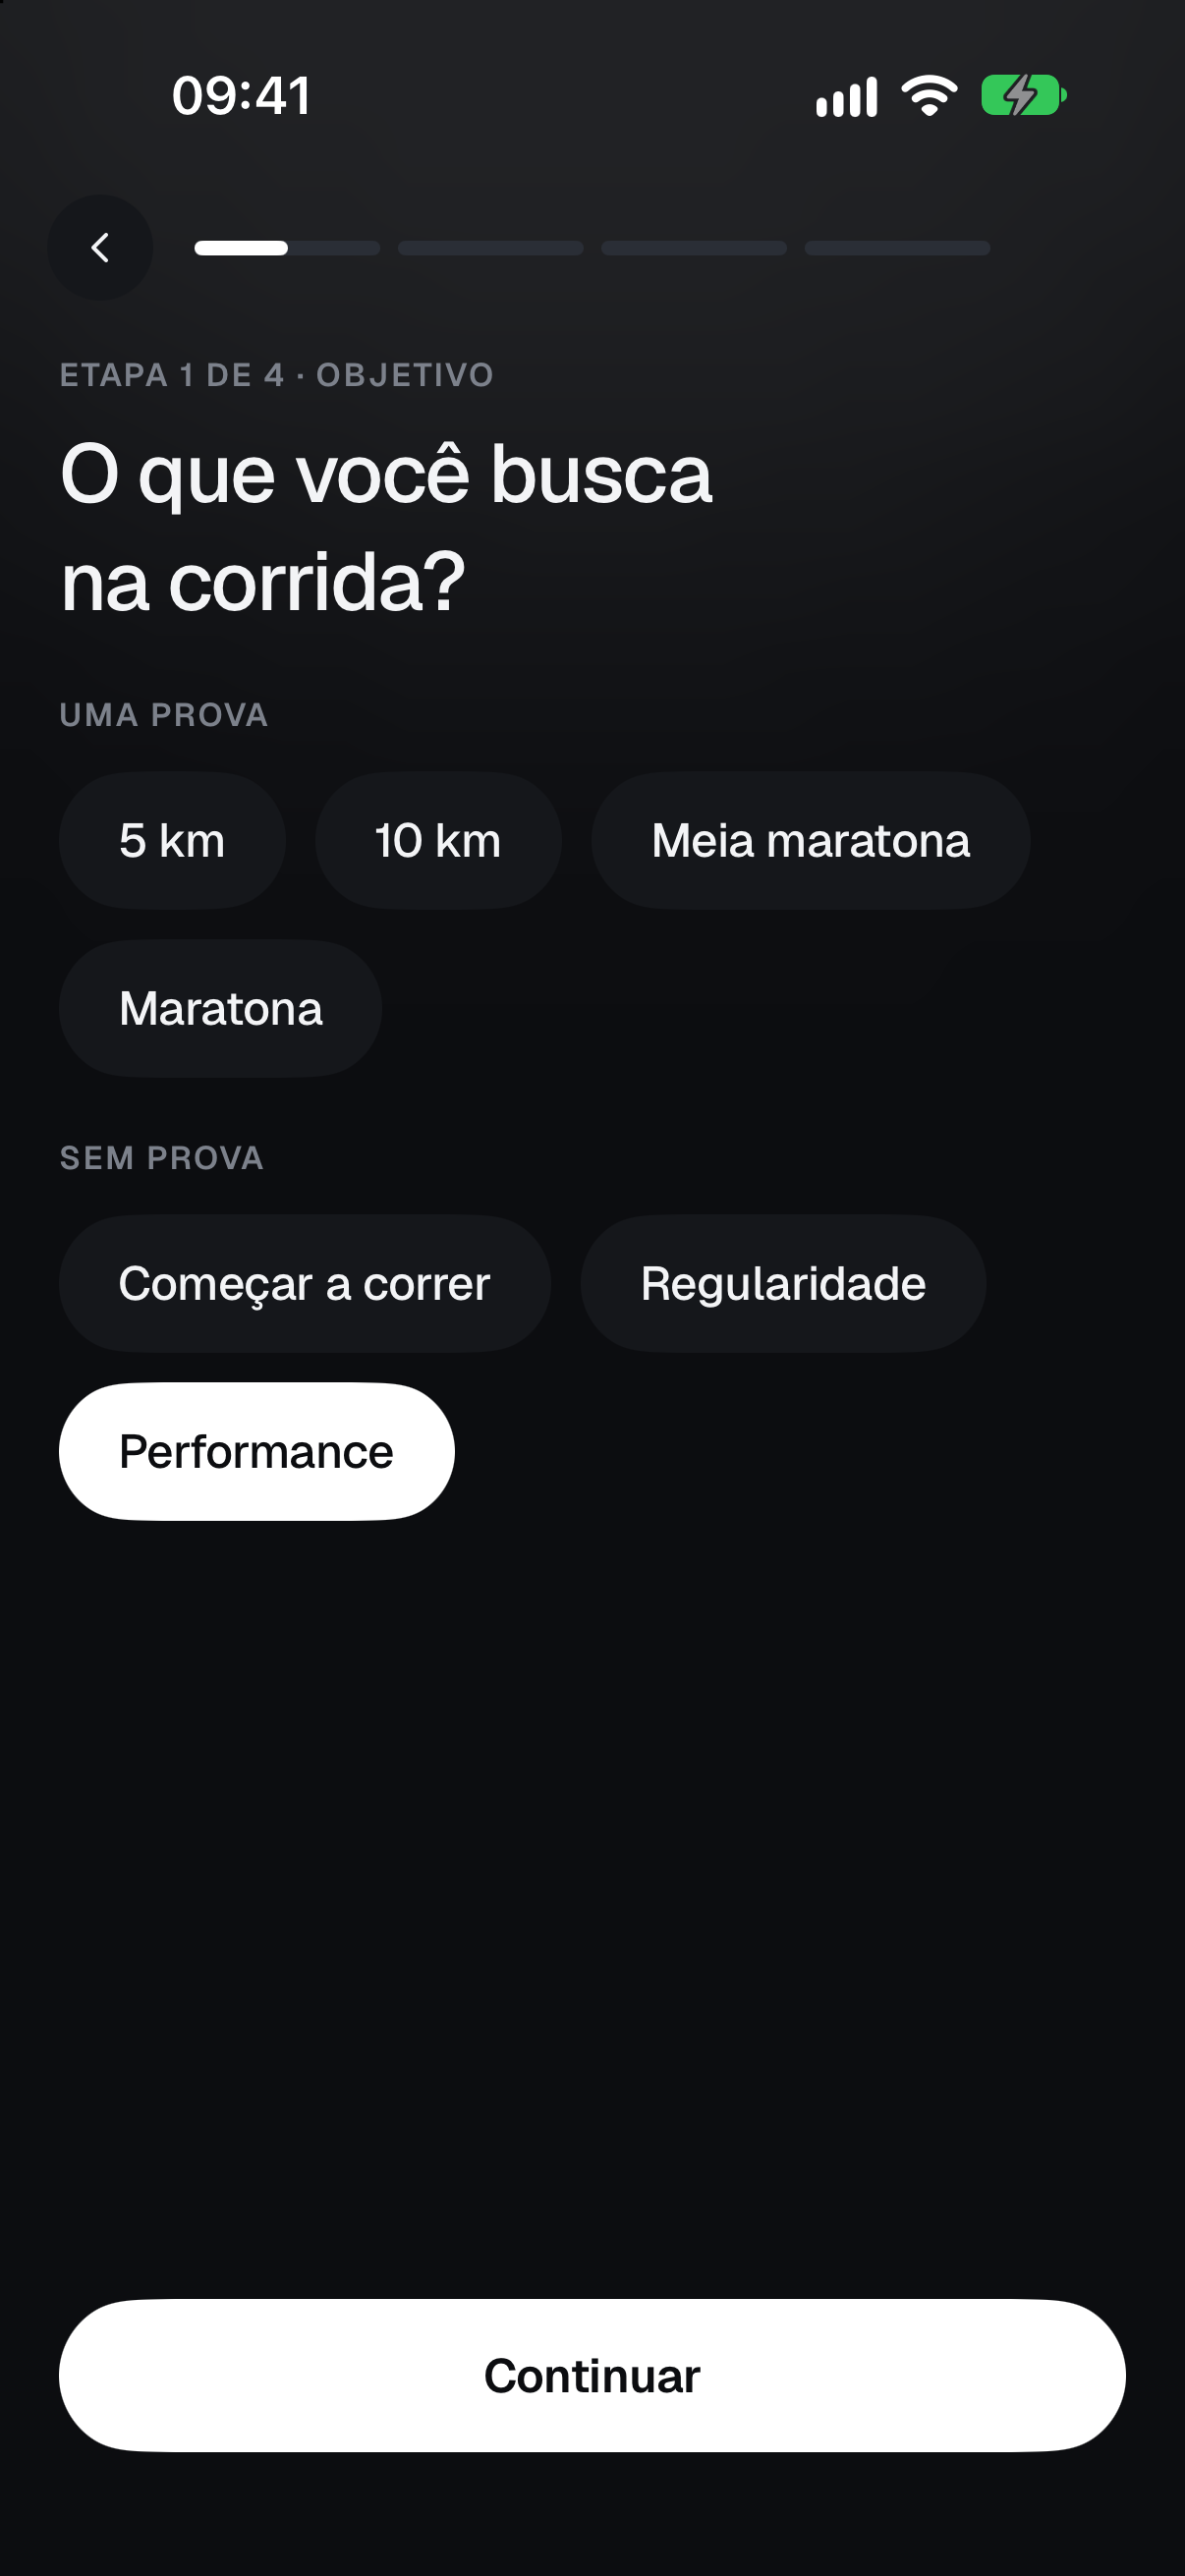 09:41
ETAPA 1 DE 4 · OBJETIVO
O que você busca
na corrida?
UMA PROVA
5 km
10 km
Meia maratona
Maratona
SEM PROVA
Começar a correr
Regularidade
Performance
Continuar